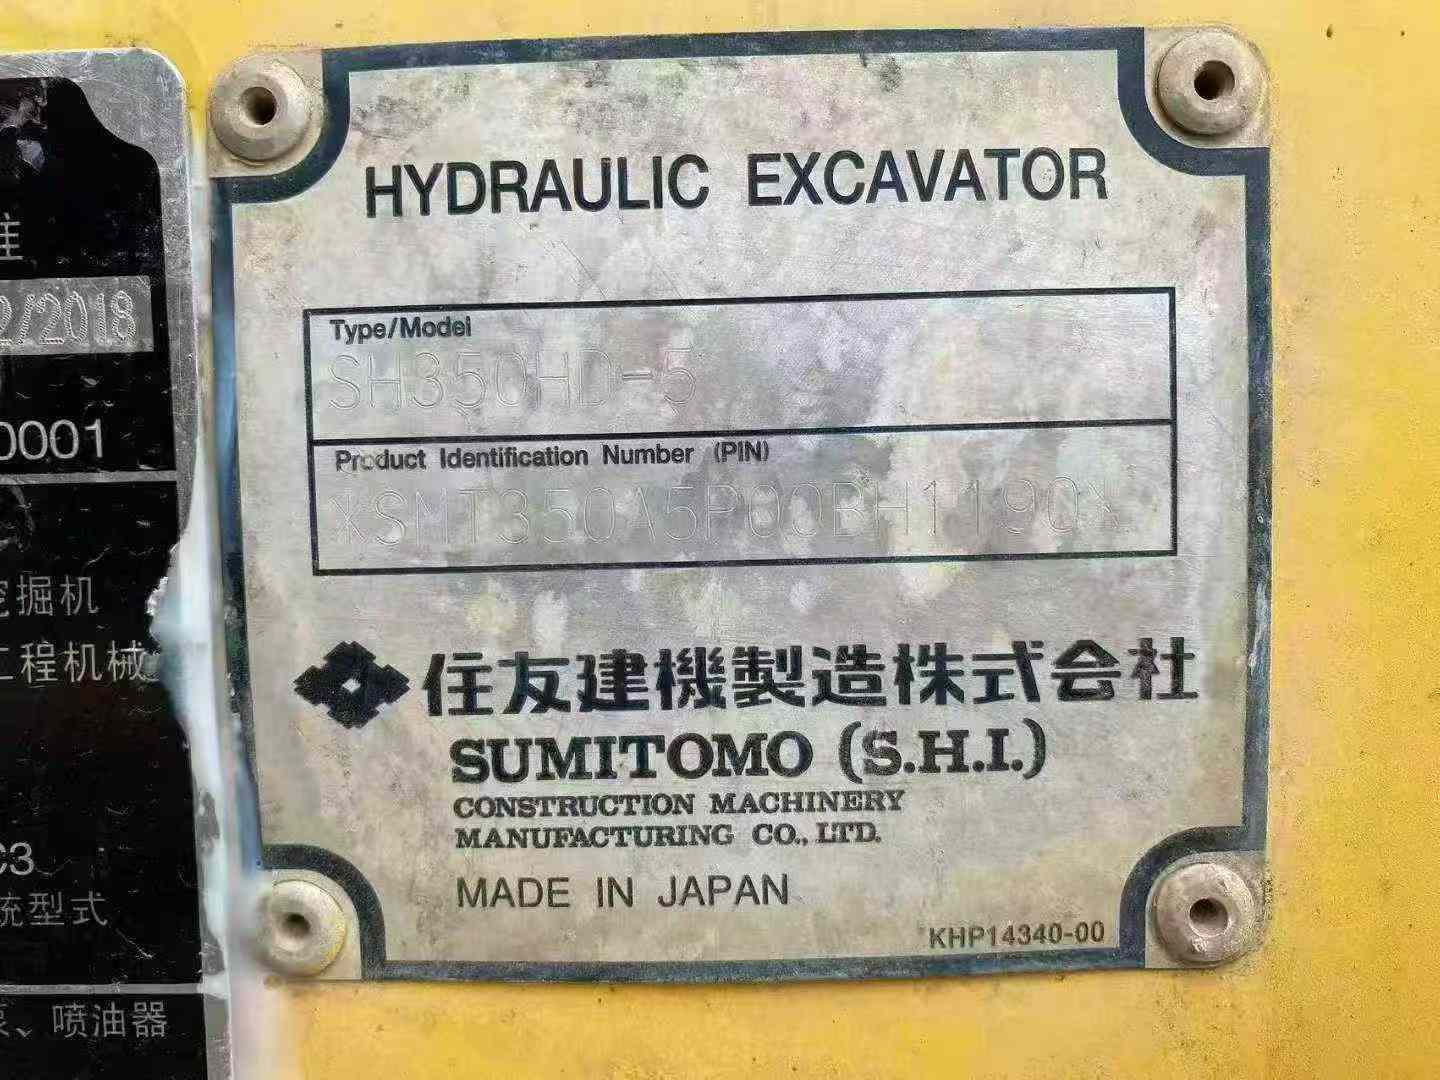 HYDRAULIC EXCAVATOR
Type/Model
SH350HD-5
Product Identification Number (PIN)
*SMT350A5P00BH1190*
住友建機製造株式会社
SUMITOMO (S.H.I.)
CONSTRUCTION MACHINERY
MANUFACTURING CO., LTD.
MADE IN JAPAN
KHP14340-00
2/2018
0001
挖掘机
工程机械
C3
统型式
泵、喷油器